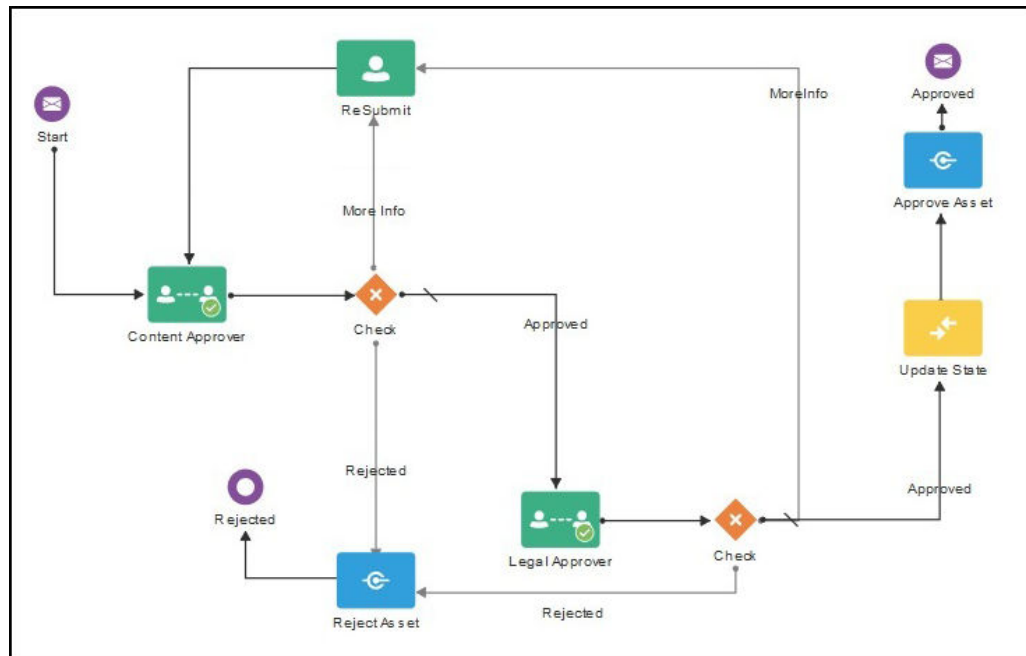 ReSubmit
MoreInfo
Approved
Start
Approve Asset
More Info
Content Approver
Check
Approved
Update State
Rejected
Approved
Rejected
Legal Approver
Check
Reject Asset
Rejected